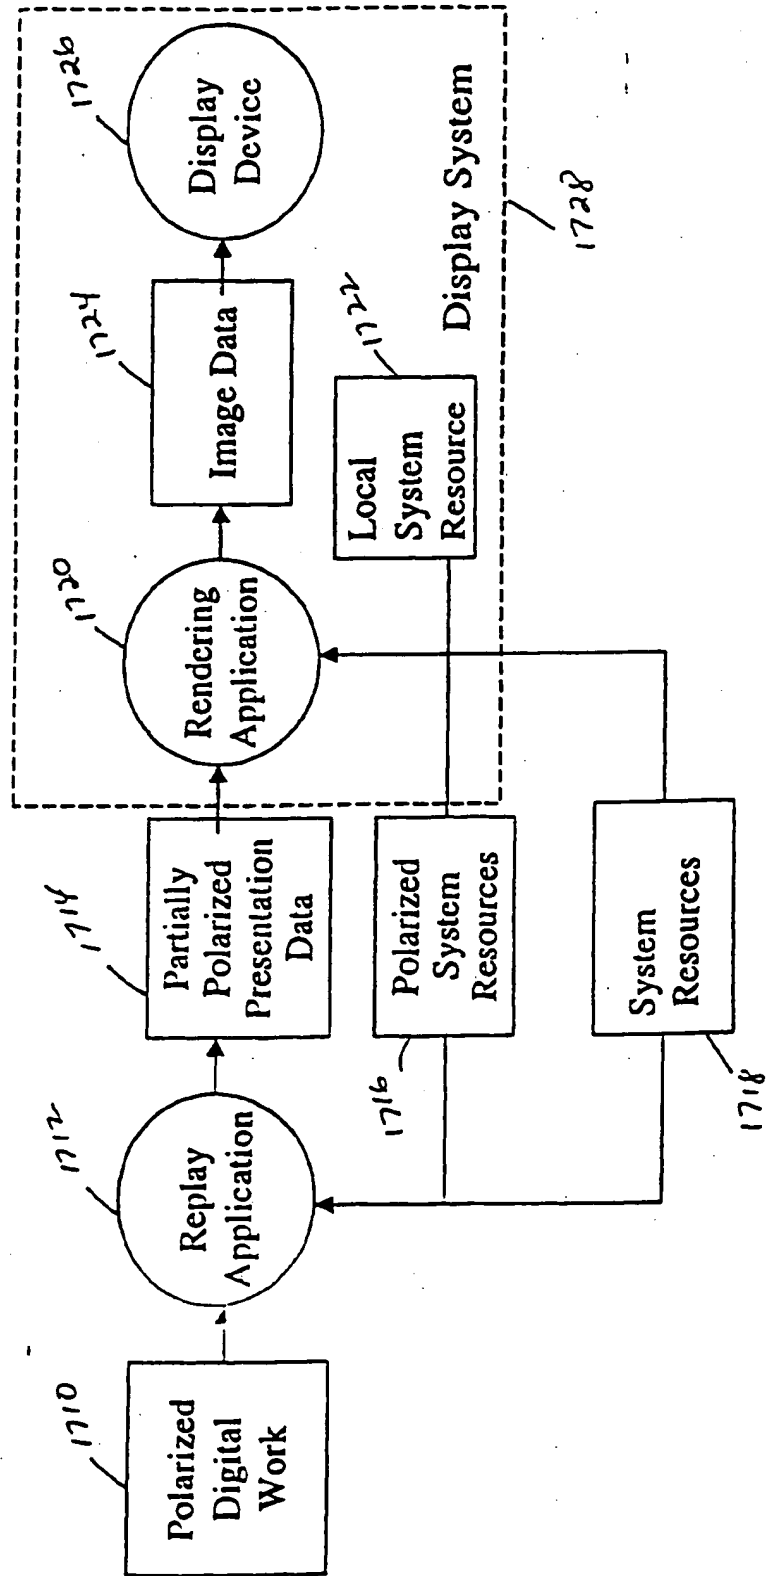 1710
Polarized
Digital
Work
1712
Replay
Application
1714
Partially
Polarized
Presentation
Data
1716
Polarized
System
Resources
1718
System
Resources
1720
Rendering
Application
1722
Local
System
Resource
1724
Image Data
1726
Display
Device
Display System
1728